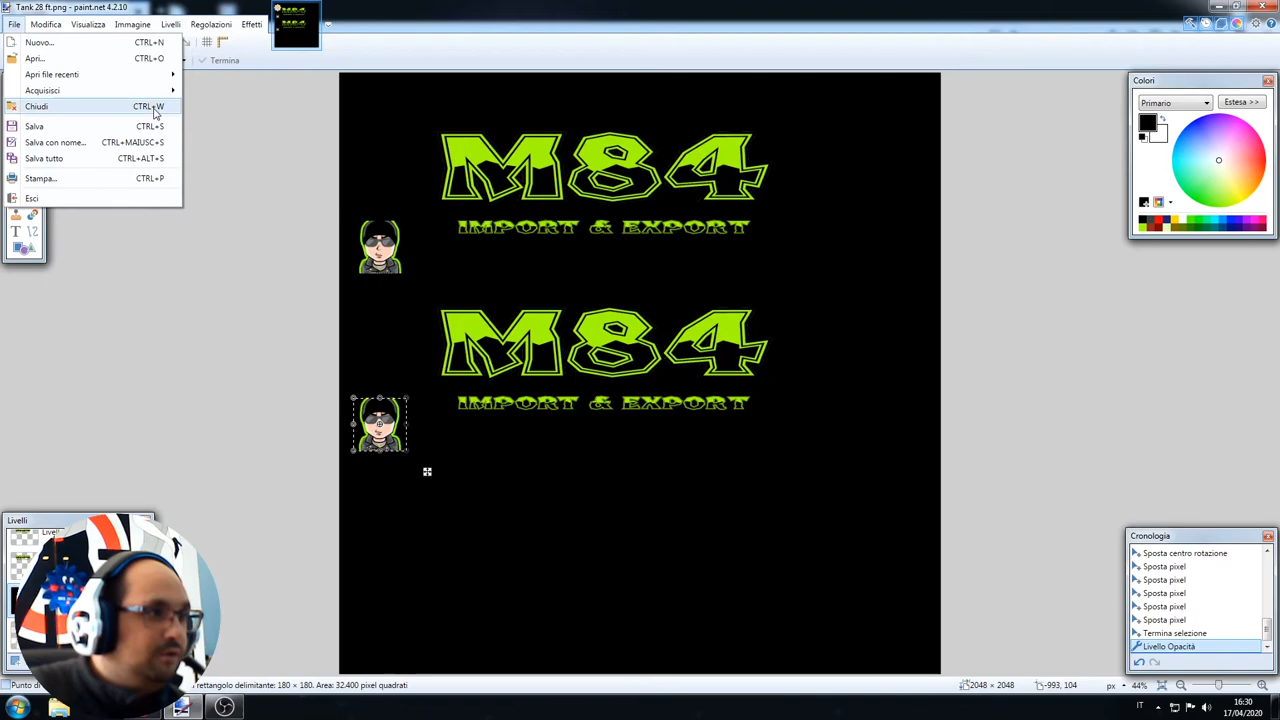 Tank 28 ft.png - paint.net 4.2.10
File Modifica Visualizza Immagine Livelli Regolazioni Effetti
Nuovo... CTRL+N
Apri... CTRL+O
Apri file recenti
Acquisisci
Chiudi CTRL+W
Salva CTRL+S
Salva con nome... CTRL+MAIUSC+S
Salva tutto CTRL+ALT+S
Stampa... CTRL+P
Esci
Termina
M84
IMPORT & EXPORT
M84
IMPORT & EXPORT
Colori
Primario
Estesa >>
Livelli
Cronologia
Sposta centro rotazione
Sposta pixel
Sposta pixel
Sposta pixel
Sposta pixel
Sposta pixel
Termina selezione
Livello Opacità
rettangolo delimitante: 180 × 180. Area: 32.400 pixel quadrati
2048 × 2048
-993, 104
px
44%
IT
16:30
17/04/2020